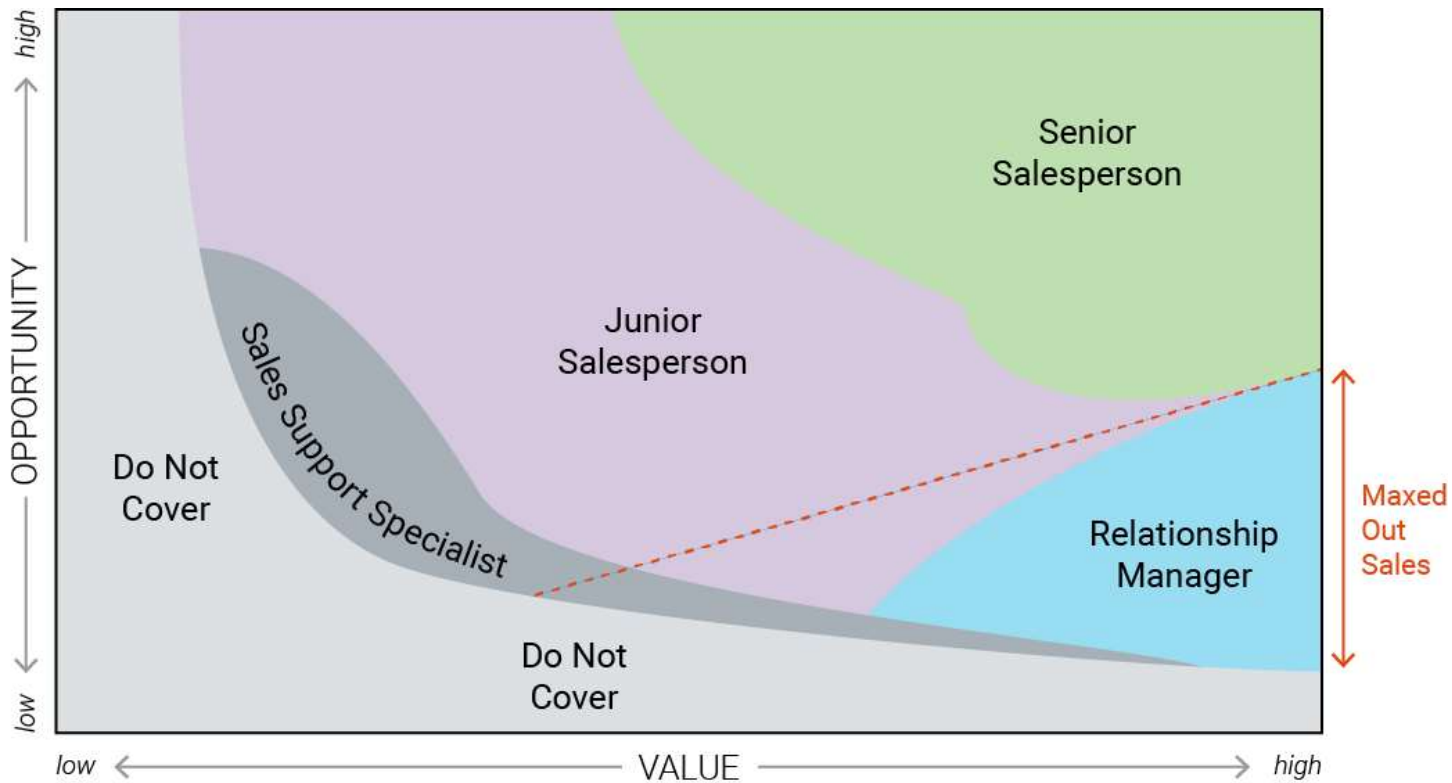 high
OPPORTUNITY
low
Senior
Salesperson
Junior
Salesperson
Sales Support Specialist
Do Not
Cover
Relationship
Manager
Maxed
Out
Sales
Do Not
Cover
low
VALUE
high